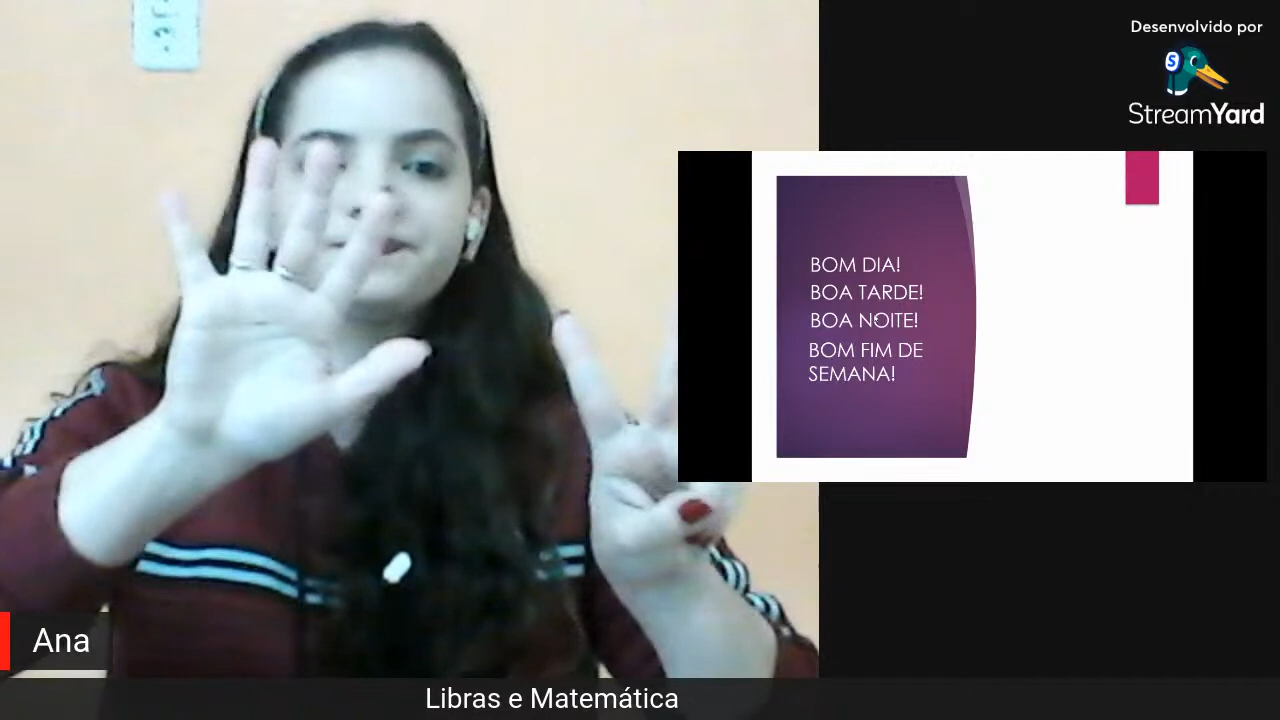 Desenvolvido por
StreamYard
BOM DIA!
BOA TARDE!
BOA NOITE!
BOM FIM DE
SEMANA!
Ana
Libras e Matemática